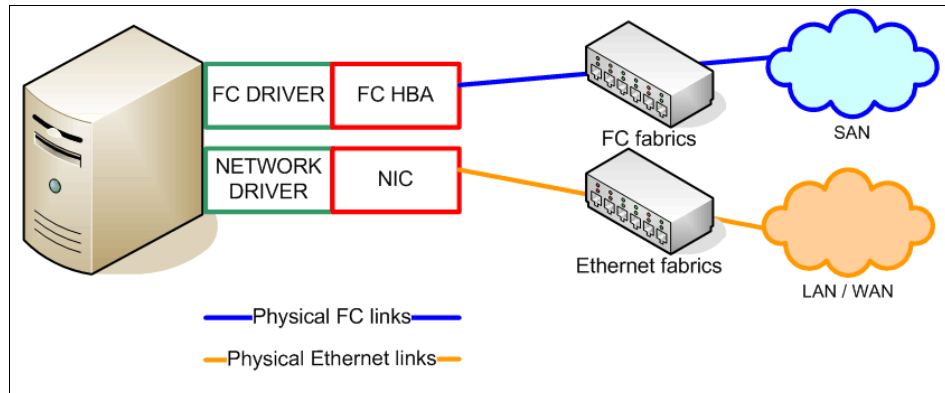 FC DRIVER
FC HBA
FC fabrics
SAN
NETWORK
DRIVER
NIC
Ethernet fabrics
LAN / WAN
Physical FC links
Physical Ethernet links